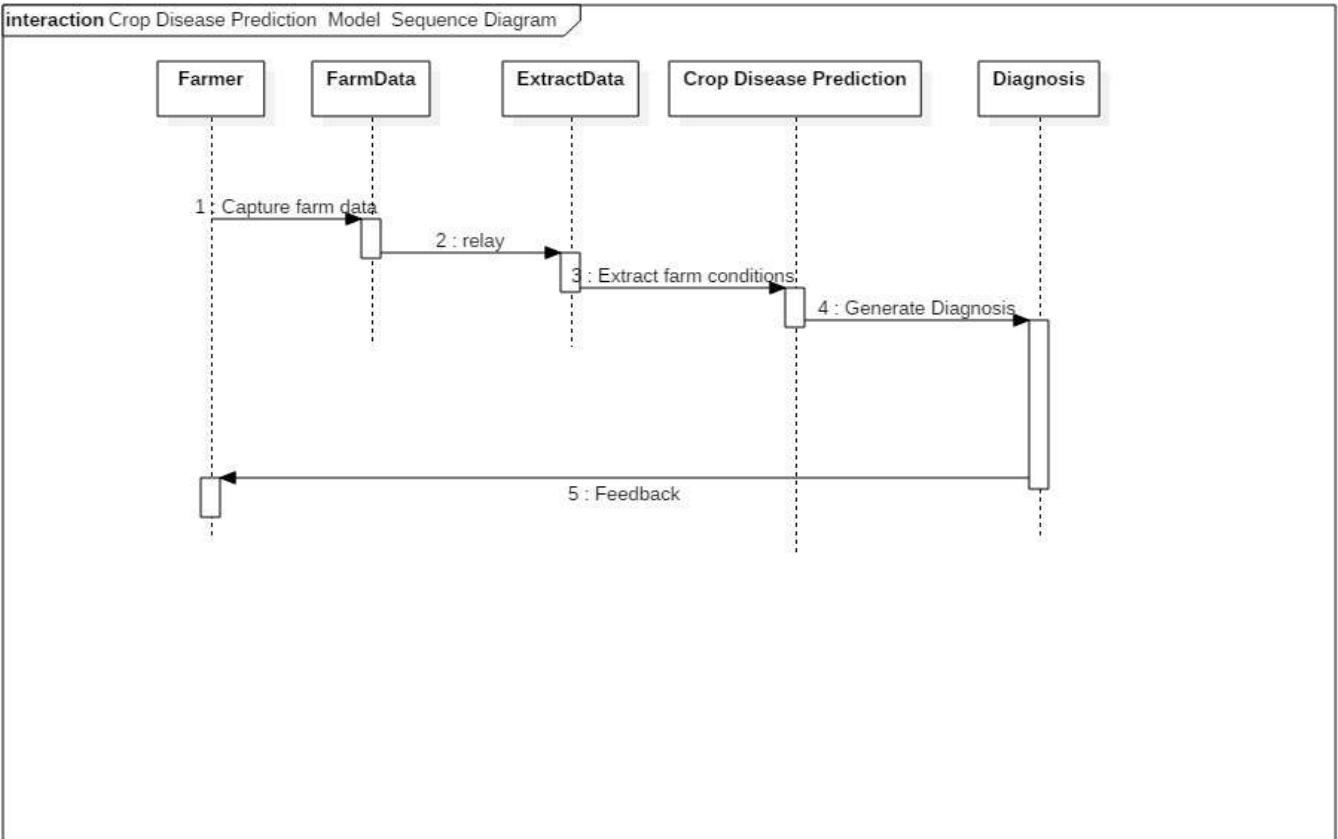 interaction Crop Disease Prediction Model Sequence Diagram
Farmer
FarmData
ExtractData
Crop Disease Prediction
Diagnosis
1 : Capture farm data
2 : relay
3 : Extract farm conditions
4 : Generate Diagnosis
5 : Feedback